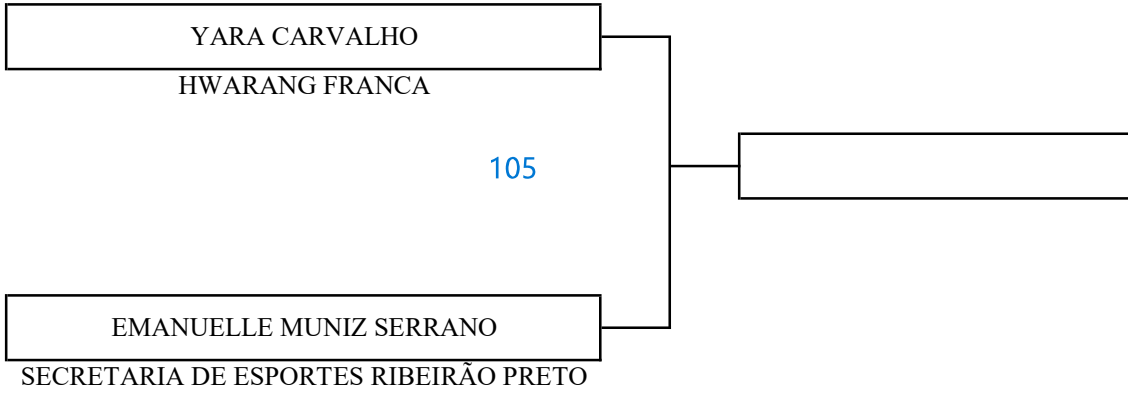 YARA CARVALHO
HWARANG FRANCA
105
EMANUELLE MUNIZ SERRANO
SECRETARIA DE ESPORTES RIBEIRÃO PRETO